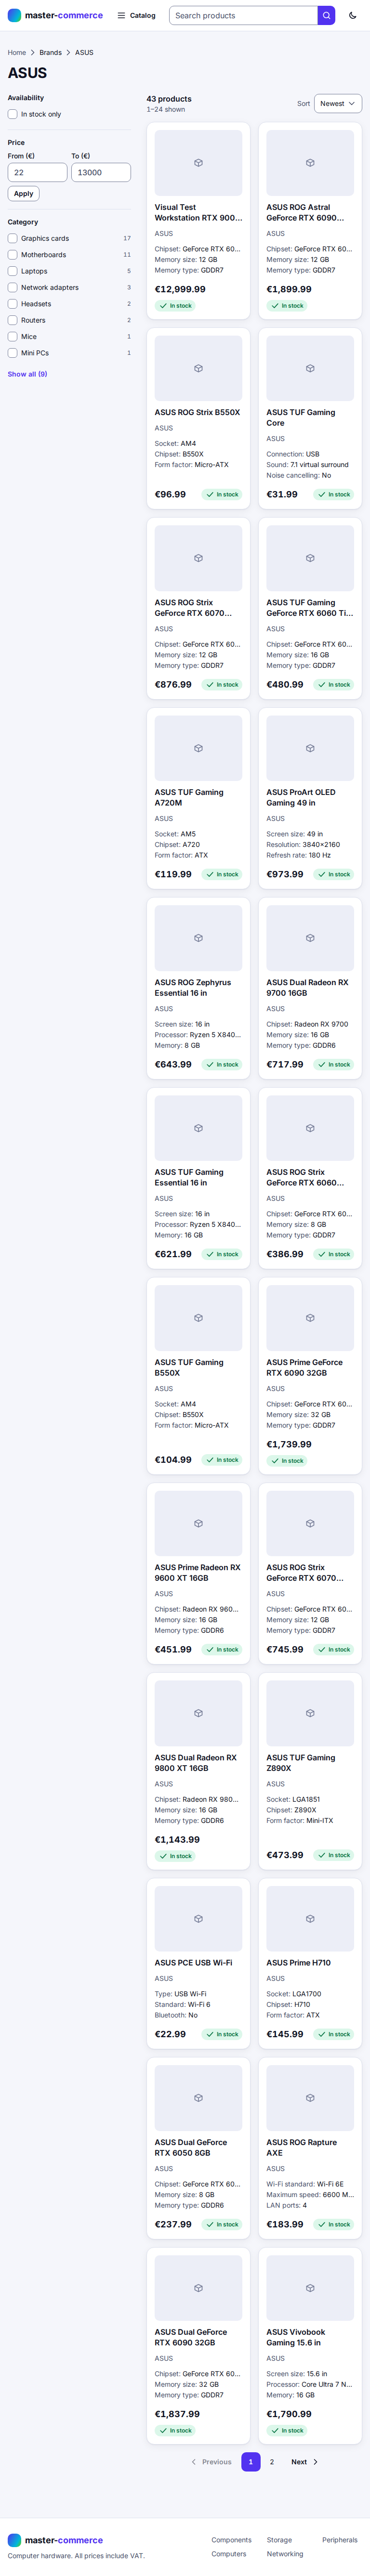 master-commerce
Catalog
Search products
Home > Brands > ASUS
ASUS
Availability
In stock only
Price
From (€)
To (€)
22
13000
Apply
Category
Graphics cards 17
Motherboards 11
Laptops 5
Network adapters 3
Headsets 2
Routers 2
Mice 1
Mini PCs 1
Show all (9)
43 products
1–24 shown
Sort
Newest
Visual Test
Workstation RTX 900...
ASUS
Chipset: GeForce RTX 60...
Memory size: 12 GB
Memory type: GDDR7
€12,999.99
In stock
ASUS ROG Astral
GeForce RTX 6090...
ASUS
Chipset: GeForce RTX 60...
Memory size: 12 GB
Memory type: GDDR7
€1,899.99
In stock
ASUS ROG Strix B550X
ASUS
Socket: AM4
Chipset: B550X
Form factor: Micro-ATX
€96.99
In stock
ASUS TUF Gaming
Core
ASUS
Connection: USB
Sound: 7.1 virtual surround
Noise cancelling: No
€31.99
In stock
ASUS ROG Strix
GeForce RTX 6070...
ASUS
Chipset: GeForce RTX 60...
Memory size: 12 GB
Memory type: GDDR7
€876.99
In stock
ASUS TUF Gaming
GeForce RTX 6060 Ti...
ASUS
Chipset: GeForce RTX 60...
Memory size: 16 GB
Memory type: GDDR7
€480.99
In stock
ASUS TUF Gaming
A720M
ASUS
Socket: AM5
Chipset: A720
Form factor: ATX
€119.99
In stock
ASUS ProArt OLED
Gaming 49 in
ASUS
Screen size: 49 in
Resolution: 3840×2160
Refresh rate: 180 Hz
€973.99
In stock
ASUS ROG Zephyrus
Essential 16 in
ASUS
Screen size: 16 in
Processor: Ryzen 5 X840...
Memory: 8 GB
€643.99
In stock
ASUS Dual Radeon RX
9700 16GB
ASUS
Chipset: Radeon RX 9700
Memory size: 16 GB
Memory type: GDDR6
€717.99
In stock
ASUS TUF Gaming
Essential 16 in
ASUS
Screen size: 16 in
Processor: Ryzen 5 X840...
Memory: 16 GB
€621.99
In stock
ASUS ROG Strix
GeForce RTX 6060...
ASUS
Chipset: GeForce RTX 60...
Memory size: 8 GB
Memory type: GDDR7
€386.99
In stock
ASUS TUF Gaming
B550X
ASUS
Socket: AM4
Chipset: B550X
Form factor: Micro-ATX
€104.99
In stock
ASUS Prime GeForce
RTX 6090 32GB
ASUS
Chipset: GeForce RTX 60...
Memory size: 32 GB
Memory type: GDDR7
€1,739.99
In stock
ASUS Prime Radeon RX
9600 XT 16GB
ASUS
Chipset: Radeon RX 960...
Memory size: 16 GB
Memory type: GDDR6
€451.99
In stock
ASUS ROG Strix
GeForce RTX 6070...
ASUS
Chipset: GeForce RTX 60...
Memory size: 12 GB
Memory type: GDDR7
€745.99
In stock
ASUS Dual Radeon RX
9800 XT 16GB
ASUS
Chipset: Radeon RX 980...
Memory size: 16 GB
Memory type: GDDR6
€1,143.99
In stock
ASUS TUF Gaming
Z890X
ASUS
Socket: LGA1851
Chipset: Z890X
Form factor: Mini-ITX
€473.99
In stock
ASUS PCE USB Wi-Fi
ASUS
Type: USB Wi-Fi
Standard: Wi-Fi 6
Bluetooth: No
€22.99
In stock
ASUS Prime H710
ASUS
Socket: LGA1700
Chipset: H710
Form factor: ATX
€145.99
In stock
ASUS Dual GeForce
RTX 6050 8GB
ASUS
Chipset: GeForce RTX 60...
Memory size: 8 GB
Memory type: GDDR6
€237.99
In stock
ASUS ROG Rapture
AXE
ASUS
Wi-Fi standard: Wi-Fi 6E
Maximum speed: 6600 M...
LAN ports: 4
€183.99
In stock
ASUS Dual GeForce
RTX 6090 32GB
ASUS
Chipset: GeForce RTX 60...
Memory size: 32 GB
Memory type: GDDR7
€1,837.99
In stock
ASUS Vivobook
Gaming 15.6 in
ASUS
Screen size: 15.6 in
Processor: Core Ultra 7 N...
Memory: 16 GB
€1,790.99
In stock
Previous 1 2 Next
master-commerce
Computer hardware. All prices include VAT.
Components
Storage
Peripherals
Computers
Networking